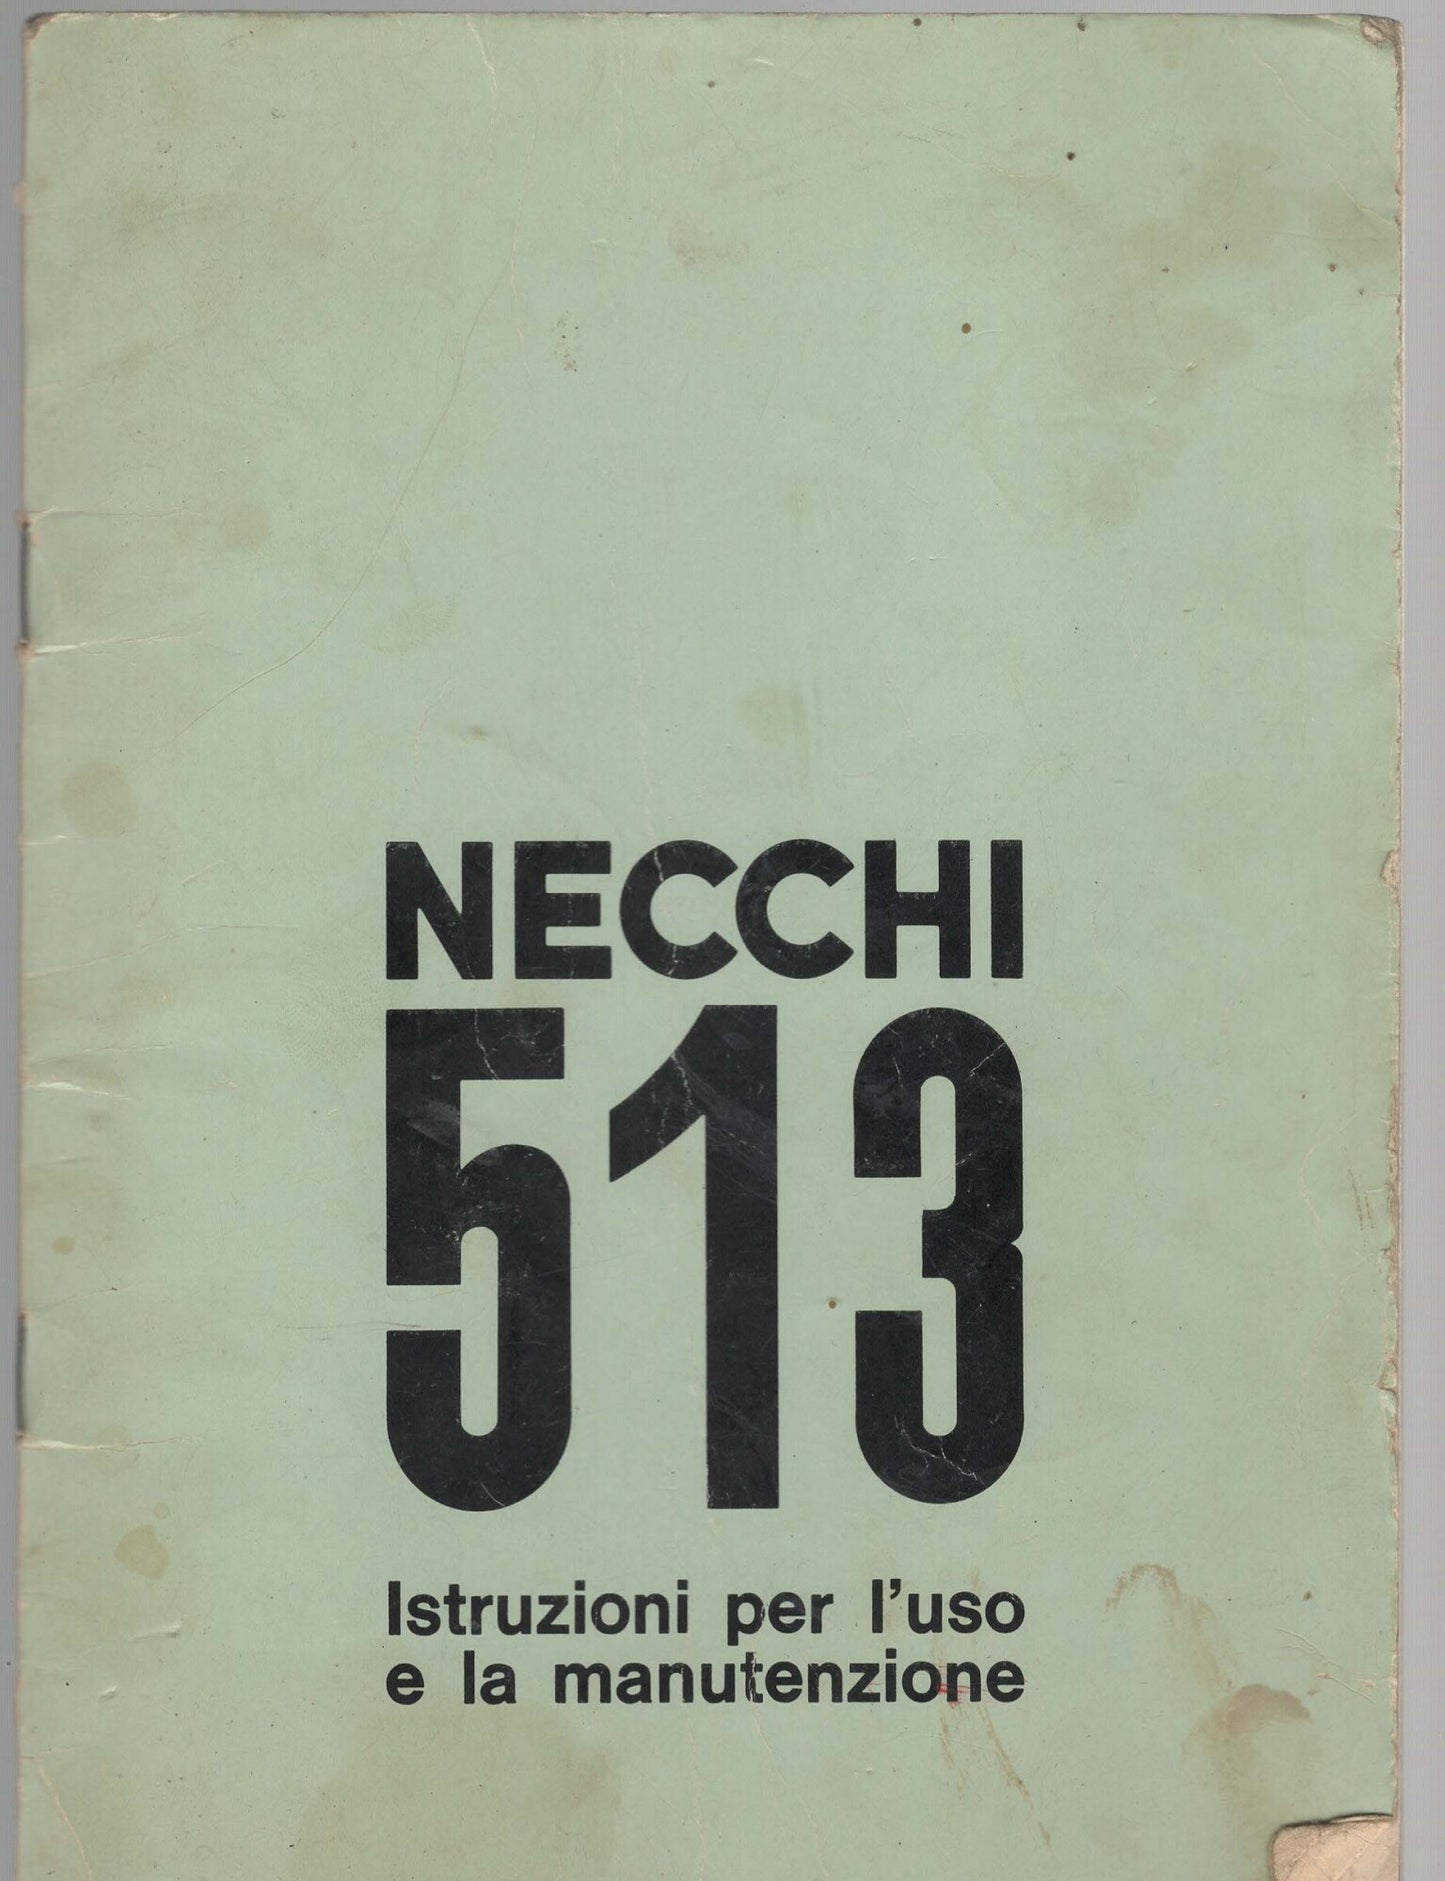 NECCHI
513
Istruzioni per l'uso
e la manutenzione